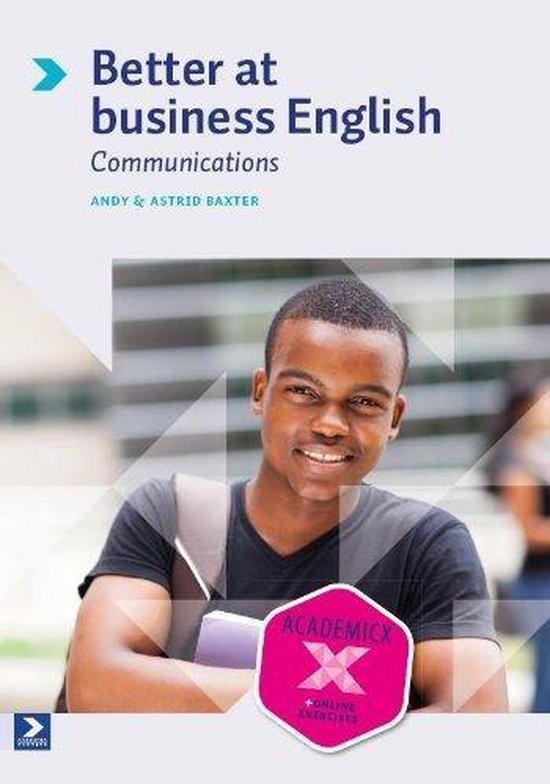 Better at
business English
Communications
ANDY & ASTRID BAXTER
ACADEMICX
+ONLINE
EXERCISES